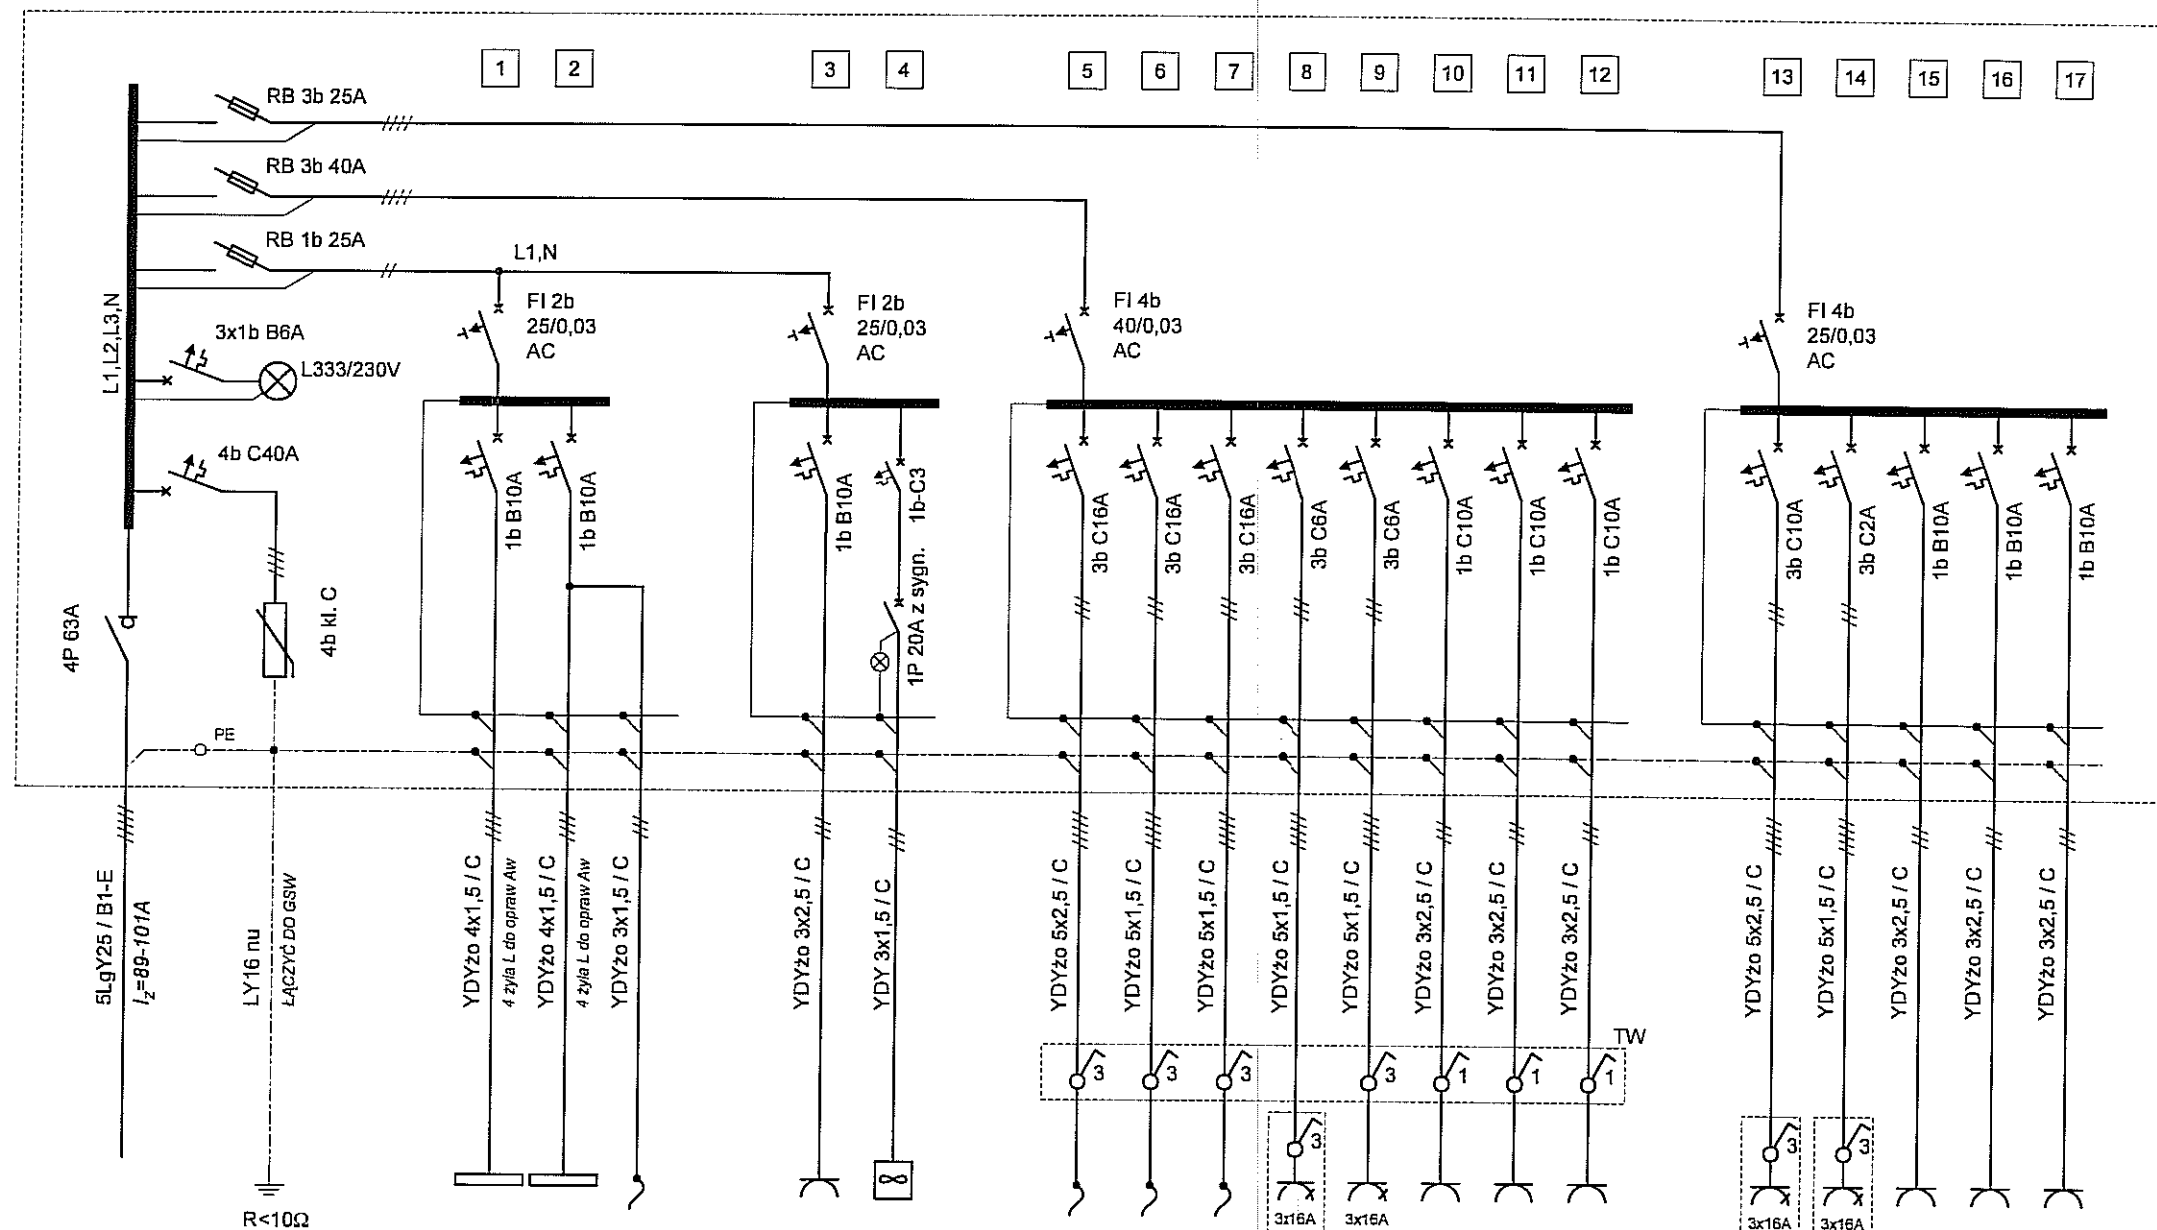 1
2
3
4
5
6
7
8
9
10
11
12
13
14
15
16
17
RB 3b 25A
RB 3b 40A
RB 1b 25A
L1,N
L1,L2,L3,N
3x1b B6A
L333/230V
4b C40A
FI 2b
25/0,03
AC
FI 2b
25/0,03
AC
FI 4b
40/0,03
AC
FI 4b
25/0,03
AC
1b B10A
1b B10A
1b B10A
1b-C3
3b C16A
3b C16A
3b C16A
3b C6A
3b C6A
1b C10A
1b C10A
1b C10A
3b C10A
3b C2A
1b B10A
1b B10A
1b B10A
4P 63A
4b kl. C
1P 20A z sygn.
PE
5LgY25 / B1-E
Iz=89-101A
LY16 nu
ŁĄCZYĆ DO GSW
YDYżo 4x1,5 / C
4 żyła L do opraw Aw
YDYżo 4x1,5 / C
4 żyła L do opraw Aw
YDYżo 3x1,5 / C
YDYżo 3x2,5 / C
YDY 3x1,5 / C
YDYżo 5x2,5 / C
YDYżo 5x1,5 / C
YDYżo 5x1,5 / C
YDYżo 5x1,5 / C
YDYżo 5x1,5 / C
YDYżo 3x2,5 / C
YDYżo 3x2,5 / C
YDYżo 3x2,5 / C
YDYżo 5x2,5 / C
YDYżo 5x1,5 / C
YDYżo 3x2,5 / C
YDYżo 3x2,5 / C
YDYżo 3x2,5 / C
TW
3
3
3
3
1
1
1
3
3
3
3x16A
3x16A
3x16A
3x16A
R<10Ω